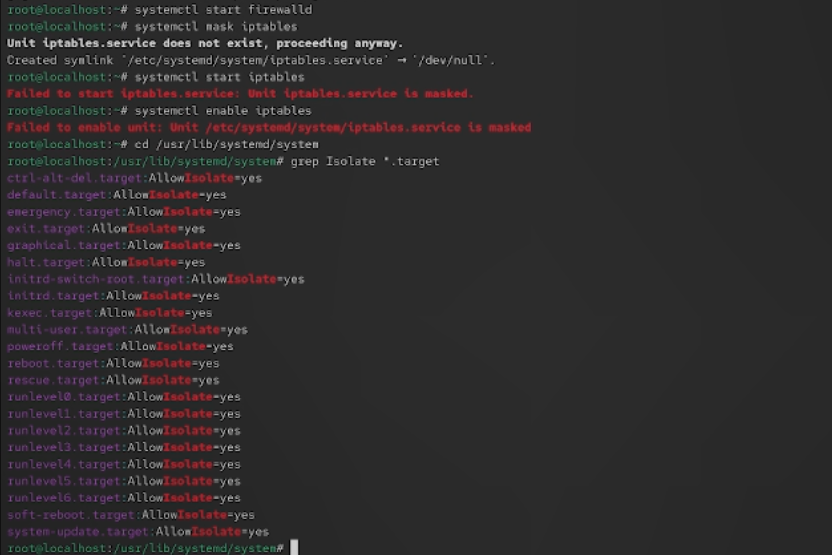 root@localhost:~# systemctl start firewalld
root@localhost:~# systemctl mask iptables
Unit iptables.service does not exist, proceeding anyway.
Created symlink '/etc/systemd/system/iptables.service' → '/dev/null'.
root@localhost:~# systemctl start iptables
Failed to start iptables.service: Unit iptables.service is masked.
root@localhost:~# systemctl enable iptables
Failed to enable unit: Unit /etc/systemd/system/iptables.service is masked
root@localhost:~# cd /usr/lib/systemd/system
root@localhost:/usr/lib/systemd/system# grep Isolate *.target
ctrl-alt-del.target:AllowIsolate=yes
default.target:AllowIsolate=yes
emergency.target:AllowIsolate=yes
exit.target:AllowIsolate=yes
graphical.target:AllowIsolate=yes
halt.target:AllowIsolate=yes
initrd-switch-root.target:AllowIsolate=yes
initrd.target:AllowIsolate=yes
kexec.target:AllowIsolate=yes
multi-user.target:AllowIsolate=yes
poweroff.target:AllowIsolate=yes
reboot.target:AllowIsolate=yes
rescue.target:AllowIsolate=yes
runlevel0.target:AllowIsolate=yes
runlevel1.target:AllowIsolate=yes
runlevel2.target:AllowIsolate=yes
runlevel3.target:AllowIsolate=yes
runlevel4.target:AllowIsolate=yes
runlevel5.target:AllowIsolate=yes
runlevel6.target:AllowIsolate=yes
soft-reboot.target:AllowIsolate=yes
system-update.target:AllowIsolate=yes
root@localhost:/usr/lib/systemd/system#